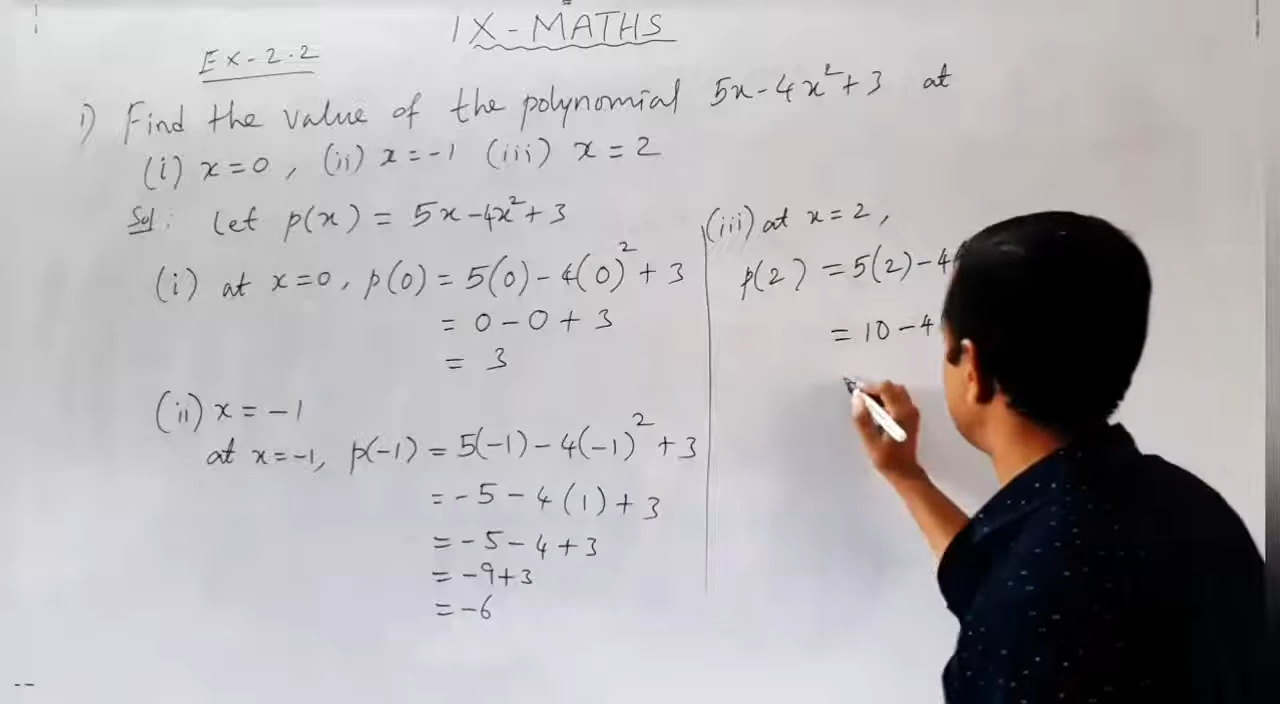 IX - MATHS
Ex - 2.2
1) Find the value of the polynomial 5x - 4x² + 3 at
(i) x = 0, (ii) x = -1 (iii) x = 2
Sol: Let p(x) = 5x - 4x² + 3
(i) at x = 0, p(0) = 5(0) - 4(0)² + 3
= 0 - 0 + 3
= 3
(ii) x = -1
at x = -1, p(-1) = 5(-1) - 4(-1)² + 3
= -5 - 4(1) + 3
= -5 - 4 + 3
= -9 + 3
= -6
(iii) at x = 2,
p(2) = 5(2) - 4(
= 10 - 4